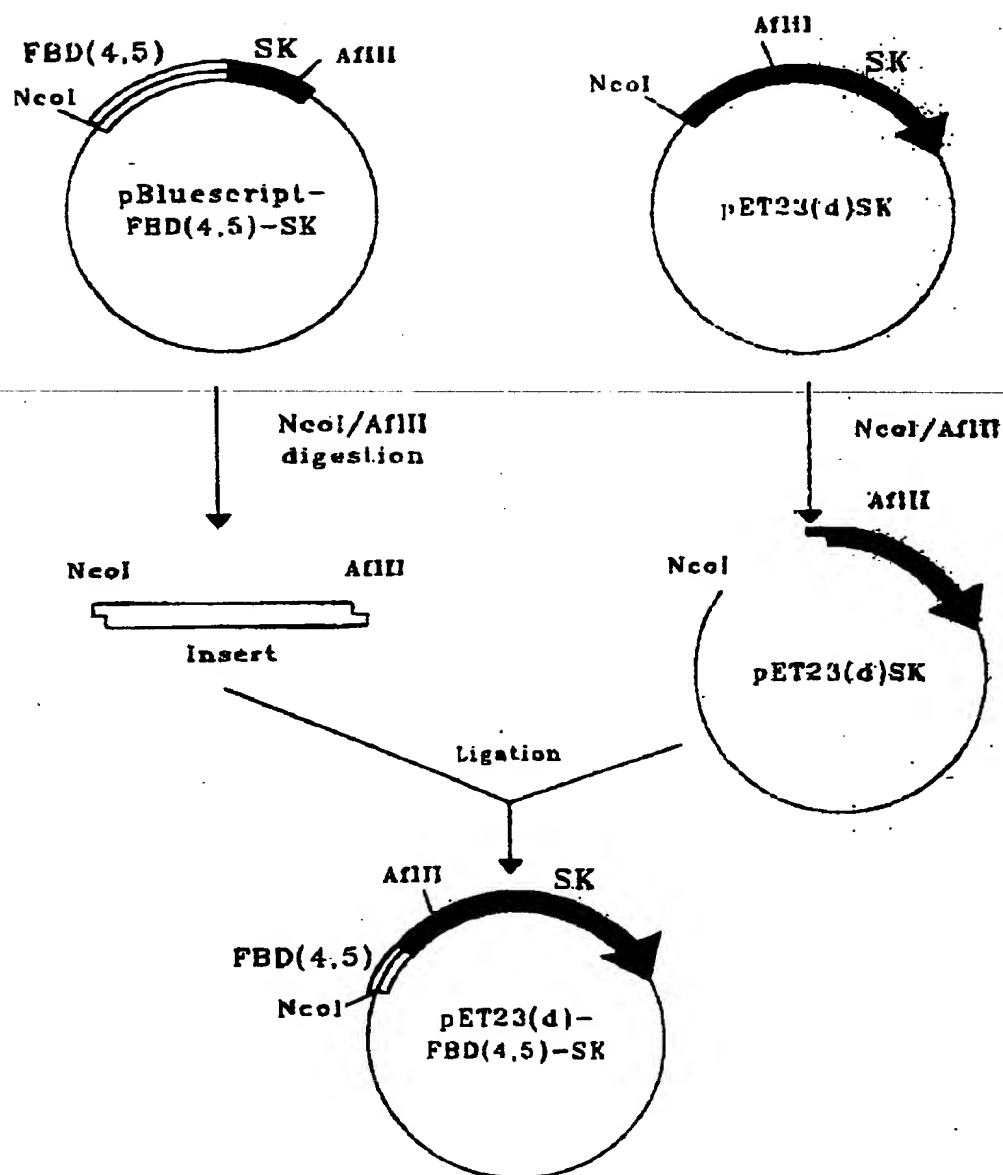 FBD(4,5)
SK
AflII
NcoI
pBluescript-
FBD(4,5)-SK
AflII
SK
NcoI
pET23(d)SK
NcoI/AflII
digestion
NcoI/AflII
AflII
NcoI
AflII
Insert
NcoI
pET23(d)SK
Ligation
AflII
SK
FBD(4,5)
NcoI
pET23(d)-
FBD(4,5)-SK